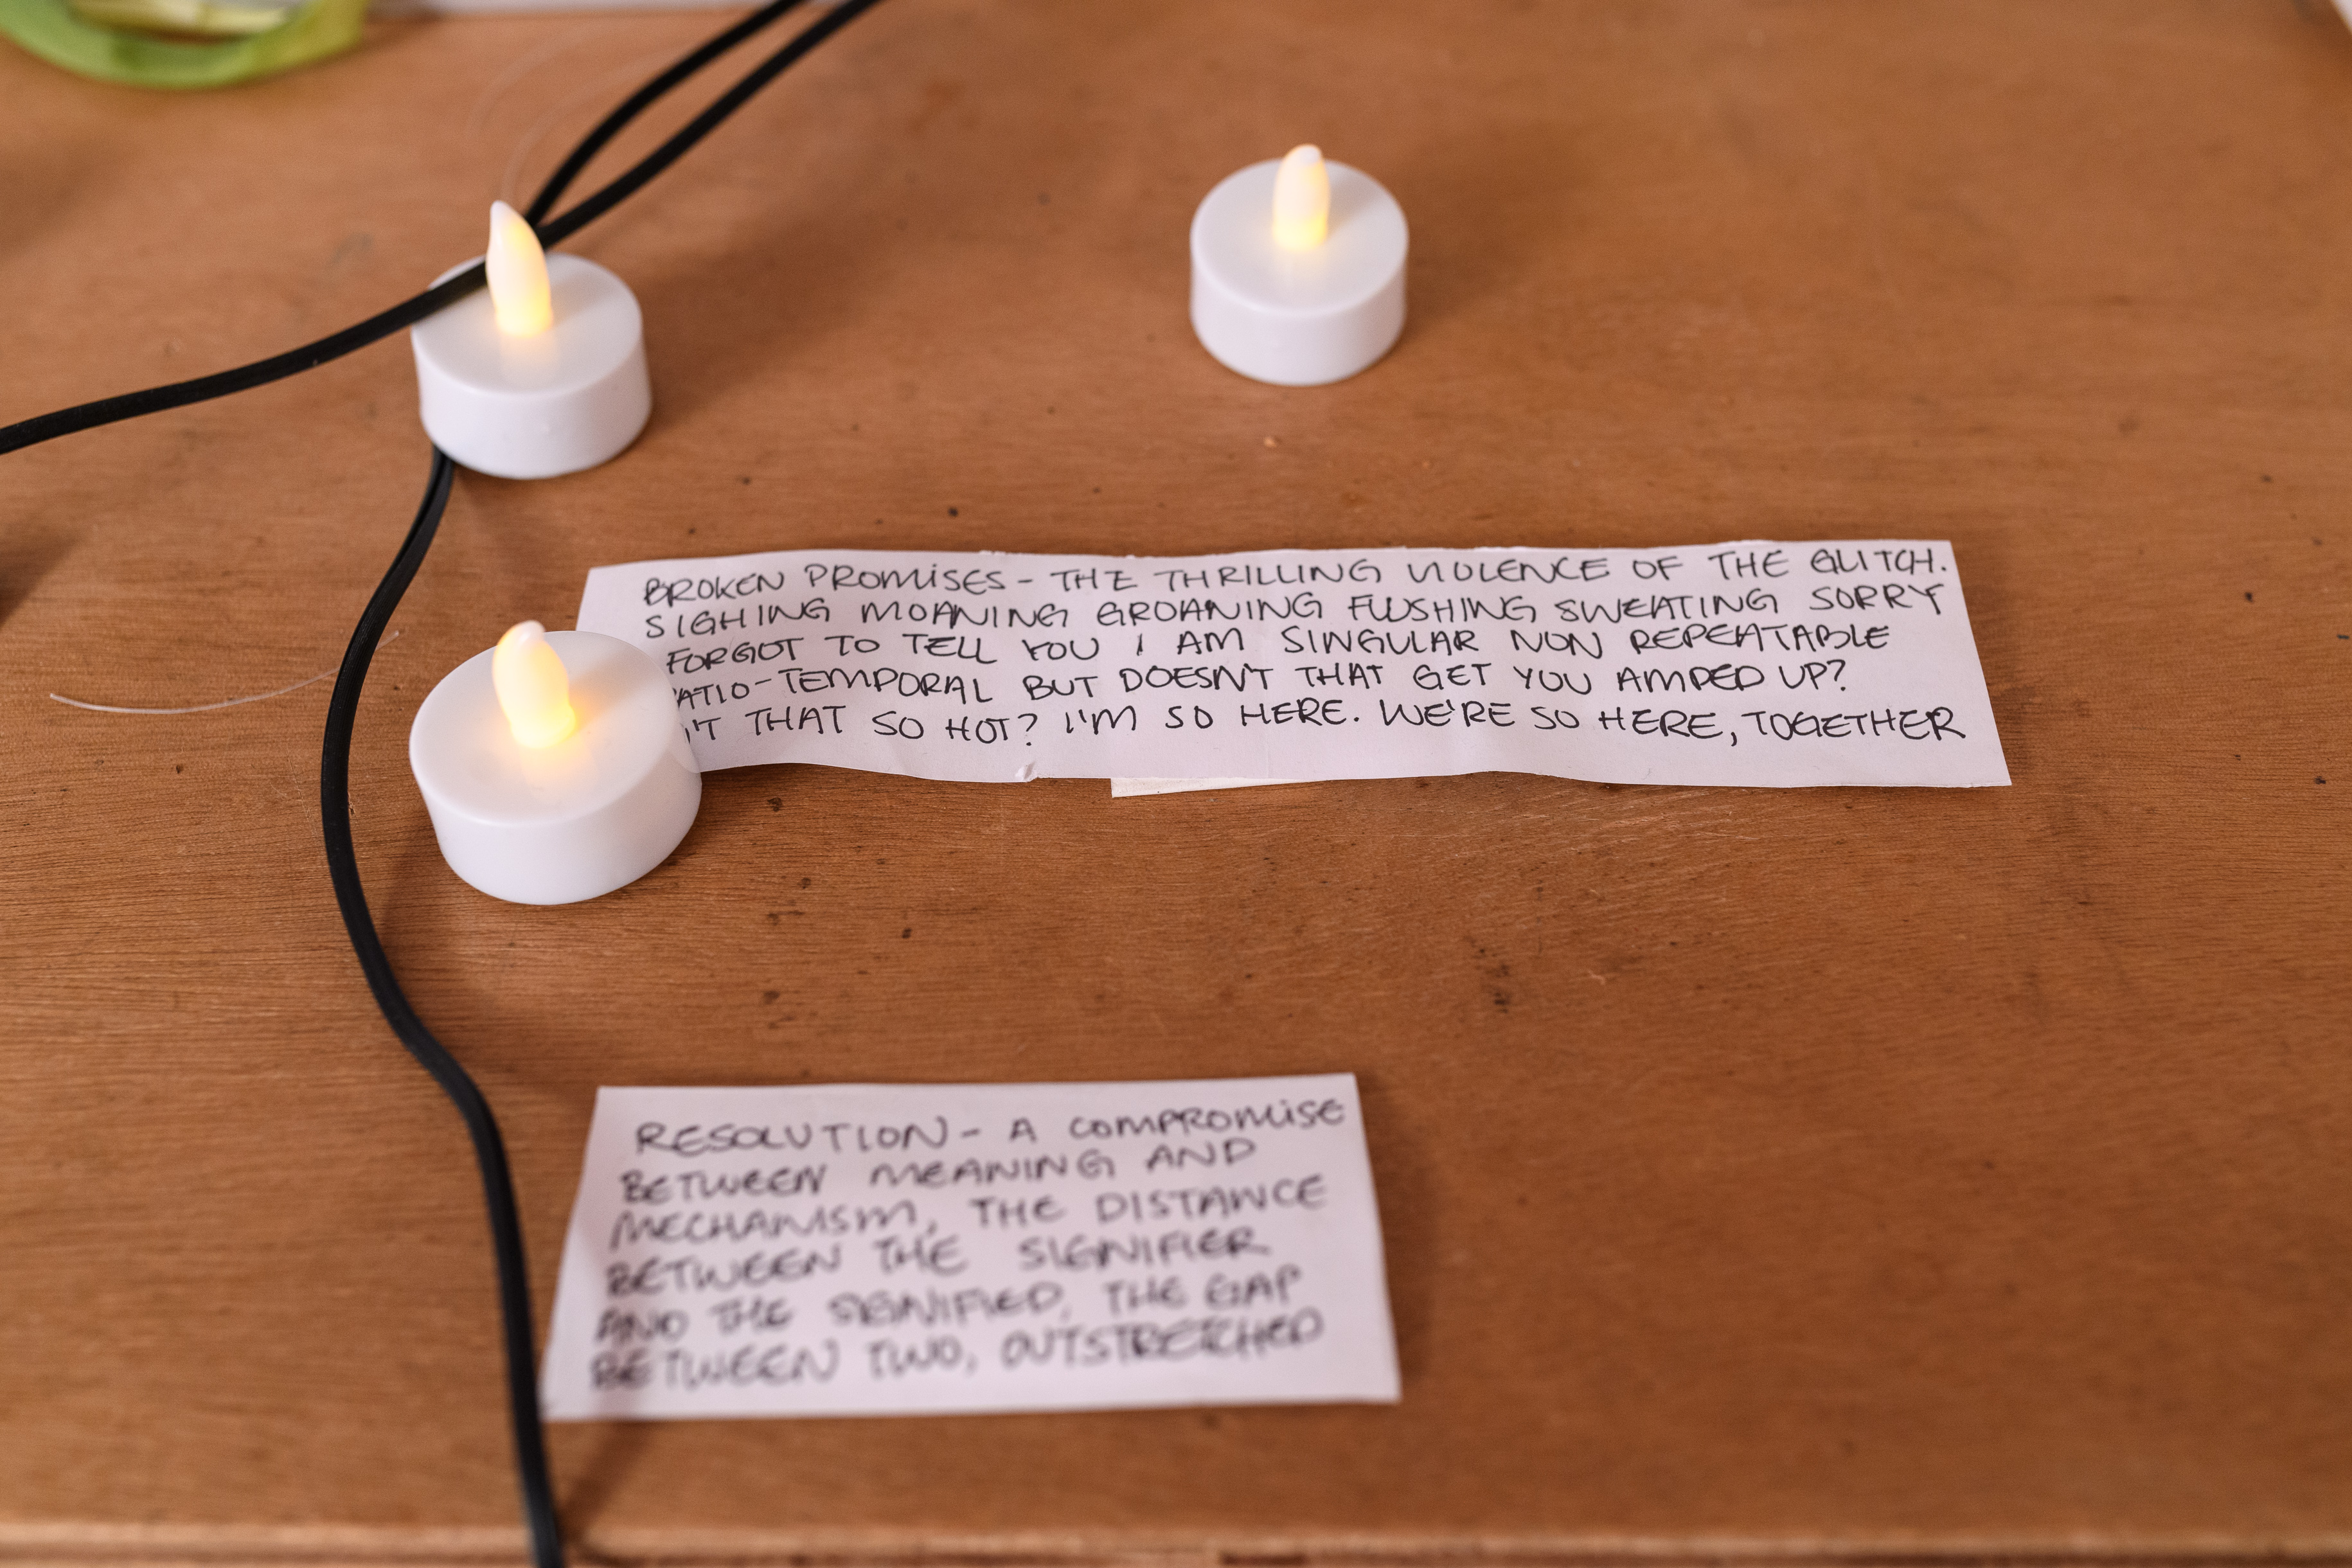 BROKEN PROMISES - THE THRILLING VIOLENCE OF THE GLITCH.
SIGHING MOANING GROANING FLUSHING SWEATING SORRY
FORGOT TO TELL YOU I AM SINGULAR NON REPEATABLE
ATIO-TEMPORAL BUT DOESN'T THAT GET YOU AMPED UP?
'T THAT SO HOT? I'M SO HERE. WE'RE SO HERE, TOGETHER
RESOLUTION - A COMPROMISE
BETWEEN MEANING AND
MECHANISM, THE DISTANCE
BETWEEN THE SIGNIFIER
AND THE SIGNIFIED, THE GAP
BETWEEN TWO, OUTSTRETCHED